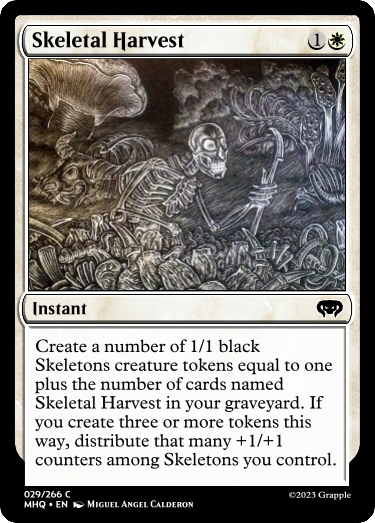 Skeletal Harvest 1
Instant
Create a number of 1/1 black
Skeletons creature tokens equal to one
plus the number of cards named
Skeletal Harvest in your graveyard. If
you create three or more tokens this
way, distribute that many +1/+1
counters among Skeletons you control.
029/266 C
MHQ • EN Miguel Angel Calderon
©2023 Grapple